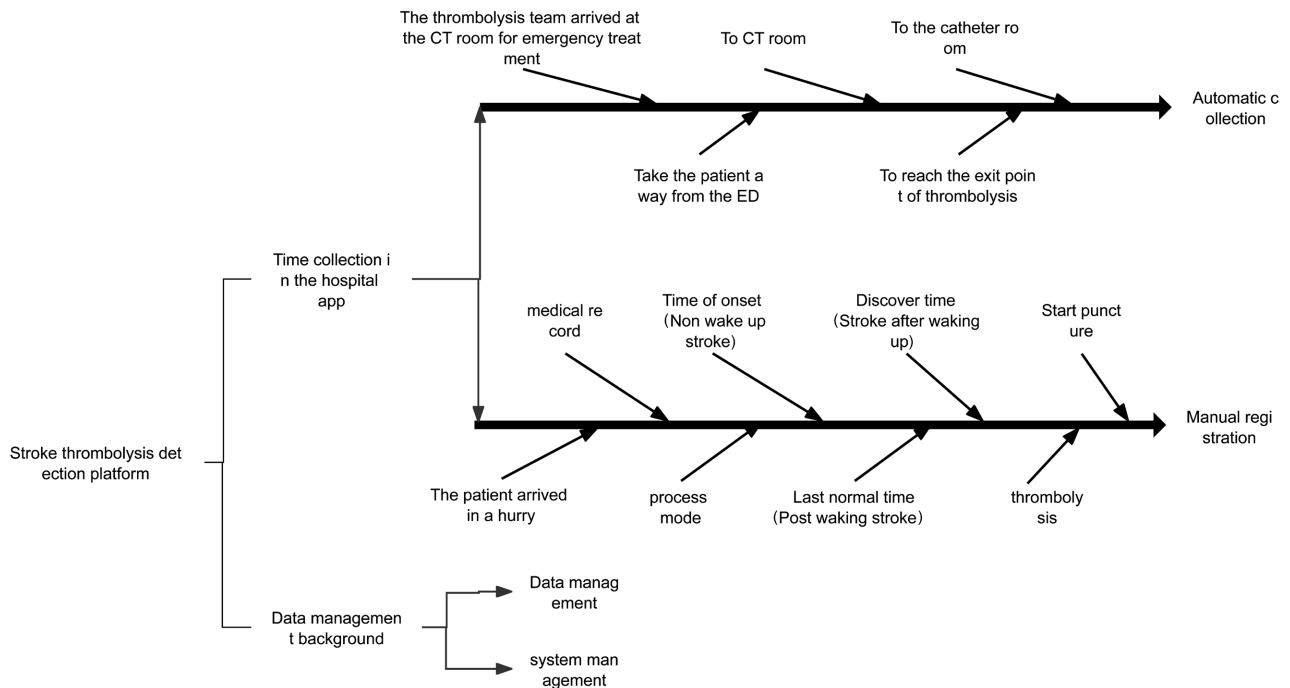 The thrombolysis team arrived at
the CT room for emergency treat
ment
To CT room
To the catheter ro
om
Automatic c
ollection
Take the patient a
way from the ED
To reach the exit poin
t of thrombolysis
Time collection i
n the hospital
app
medical re
cord
Time of onset
(Non wake up
stroke)
Discover time
(Stroke after waking
up)
Start punct
ure
Manual regi
stration
Stroke thrombolysis det
ection platform
The patient arrived
in a hurry
process
mode
Last normal time
(Post waking stroke)
thromboly
sis
Data manag
ement
Data managemen
t background
system man
agement